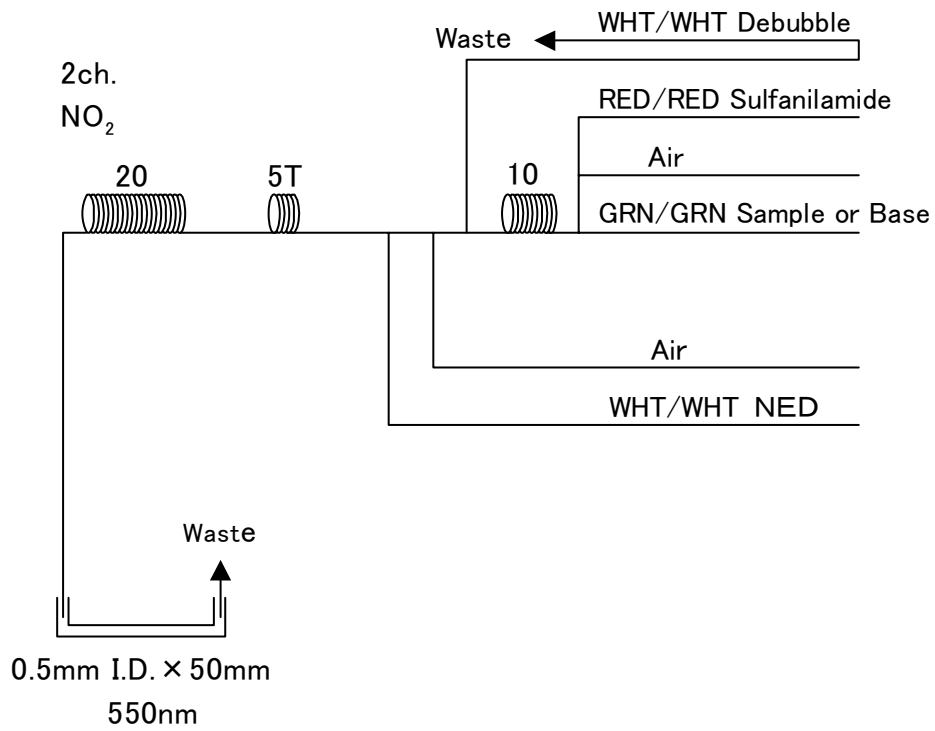 WHT/WHT Debubble
Waste
2ch.
NO₂
RED/RED Sulfanilamide
Air
20
5T
10
GRN/GRN Sample or Base
Air
WHT/WHT NED
Waste
0.5mm I.D.×50mm
550nm